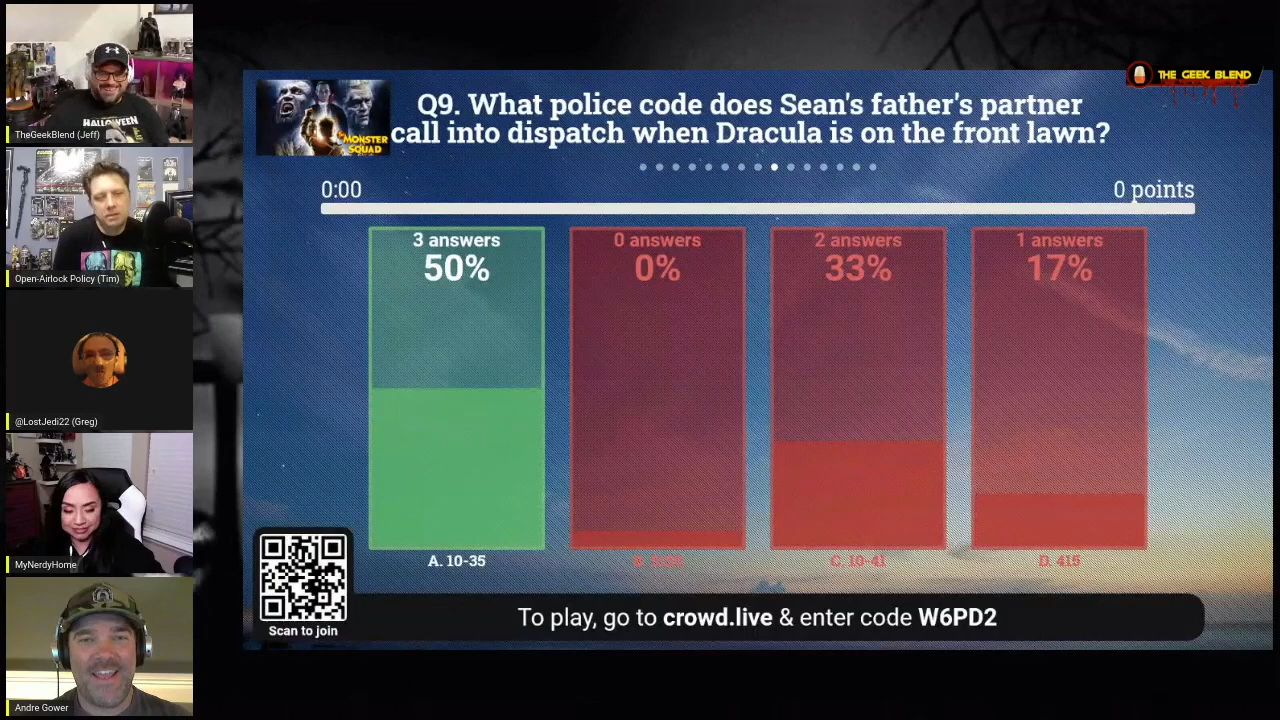 TheGeekBlend (Jeff)
HALLOWEEN
Open-Airlock Policy (Tim)
@LostJedi22 (Greg)
MyNerdyHome
Andre Gower
THE GEEK BLEND
MONSTER
SQUAD
Q9. What police code does Sean's father's partner
call into dispatch when Dracula is on the front lawn?
0:00
0 points
3 answers
50%
0 answers
0%
2 answers
33%
1 answers
17%
A. 10-35
C. 10-41
D. 415
Scan to join
To play, go to crowd.live & enter code W6PD2